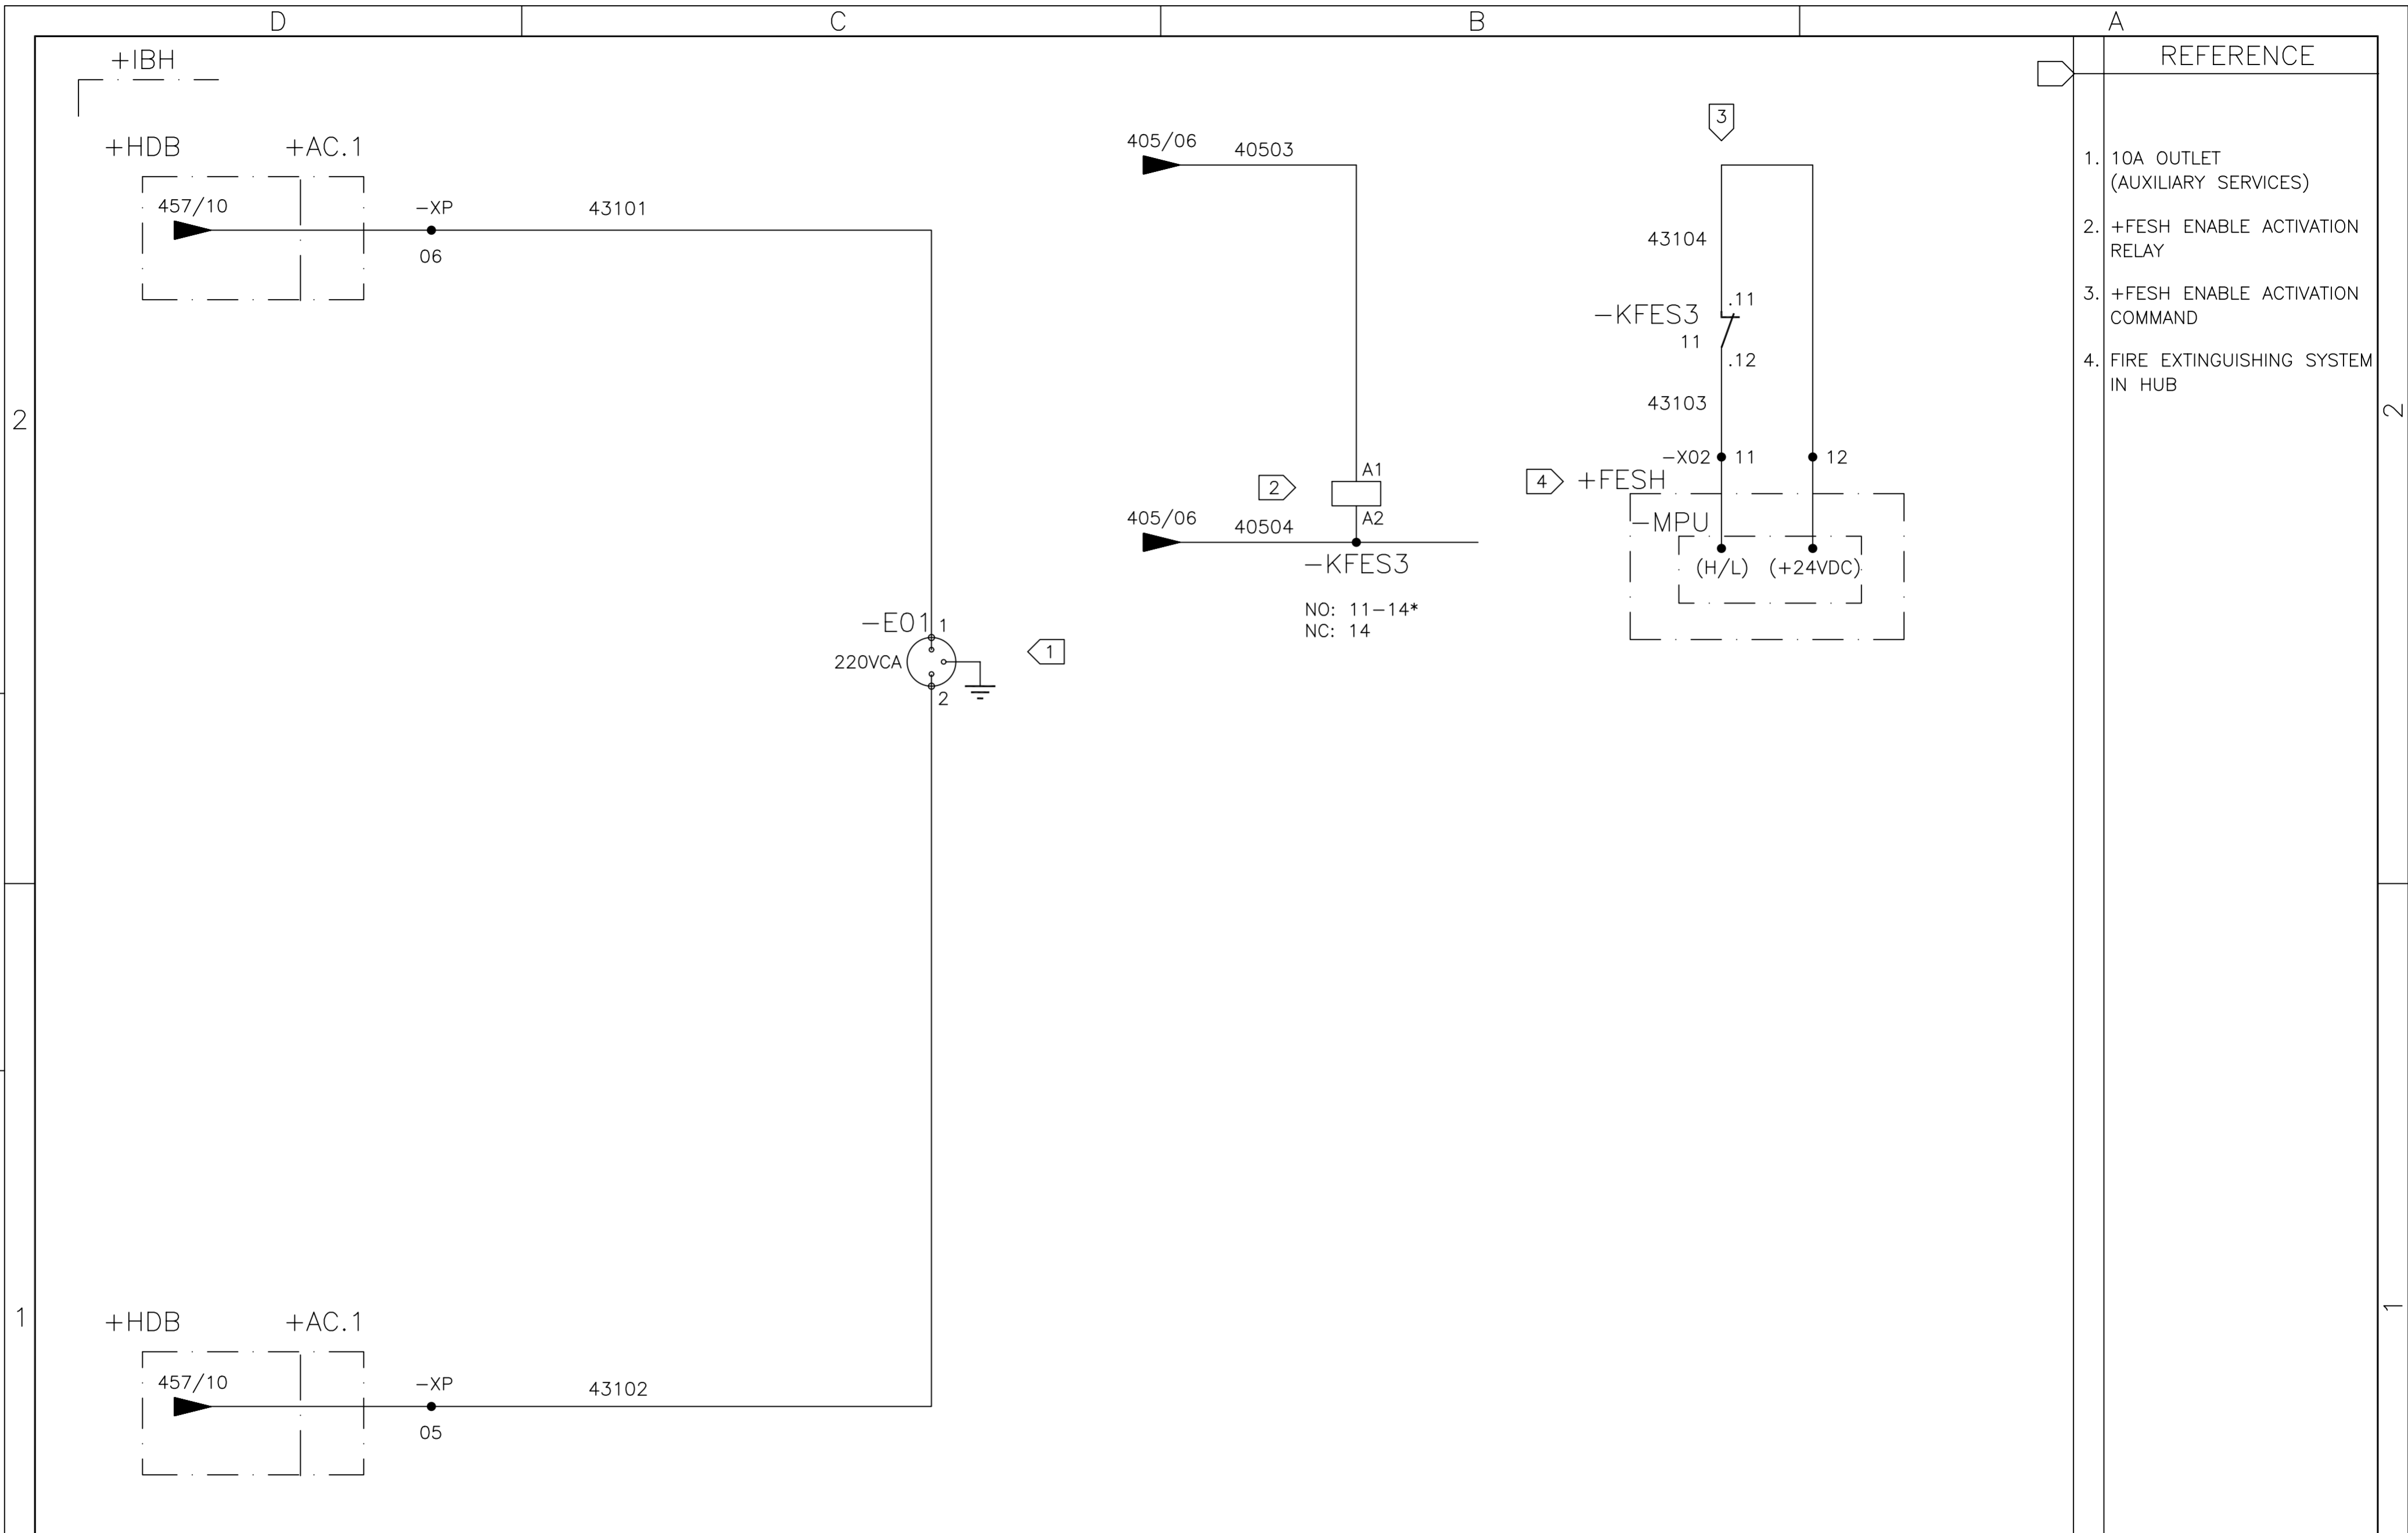 D
C
B
A
+IBH
REFERENCE
+HDB
+AC.1
457/10
-XP
43101
06
405/06
40503
3
1. 10A OUTLET
(AUXILIARY SERVICES)
2. +FESH ENABLE ACTIVATION
RELAY
3. +FESH ENABLE ACTIVATION
COMMAND
4. FIRE EXTINGUISHING SYSTEM
IN HUB
43104
.11
-KFES3
11
.12
43103
2
2
-X02
11
12
A1
2
4
+FESH
405/06
40504
A2
-MPU
-KFES3
(H/L)
(+24VDC)
NO: 11-14*
NC: 14
-E01
1
220VCA
1
2
1
1
+HDB
+AC.1
457/10
-XP
43102
05